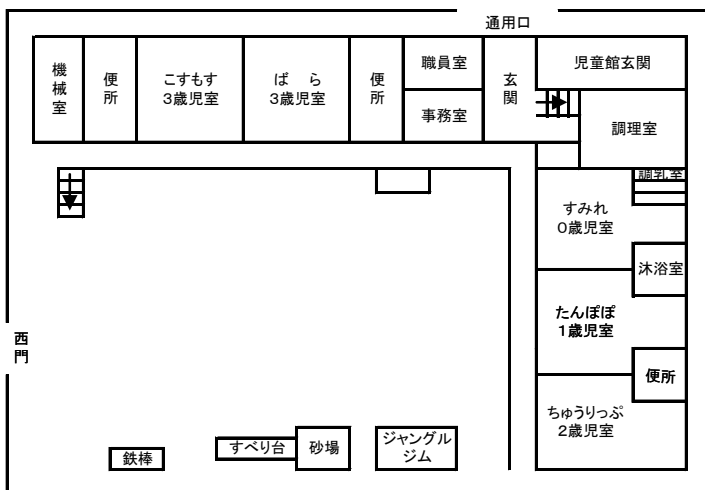 通用口
機械室
便所
こすもす
3歳児室
ば ら
3歳児室
便所
職員室
事務室
玄関
児童館玄関
調理室
調乳室
すみれ
0歳児室
沐浴室
たんぽぽ
1歳児室
便所
ちゅうりっぷ
2歳児室
西門
鉄棒
すべり台
砂場
ジャングル
ジム